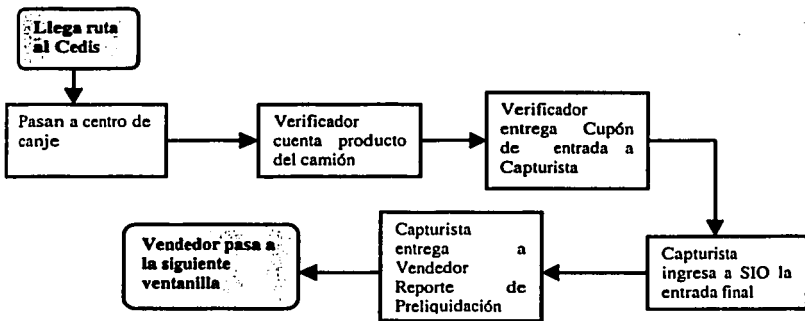 Llega ruta
al Cedis
Pasan a centro de
canje
Verificador
cuenta producto
del camión
Verificador
entrega Cupón
de entrada a
Capturista
Capturista
ingresa a SIO la
entrada final
Capturista
entrega a
Vendedor
Reporte de
Preliquidación
Vendedor pasa a
la siguiente
ventanilla